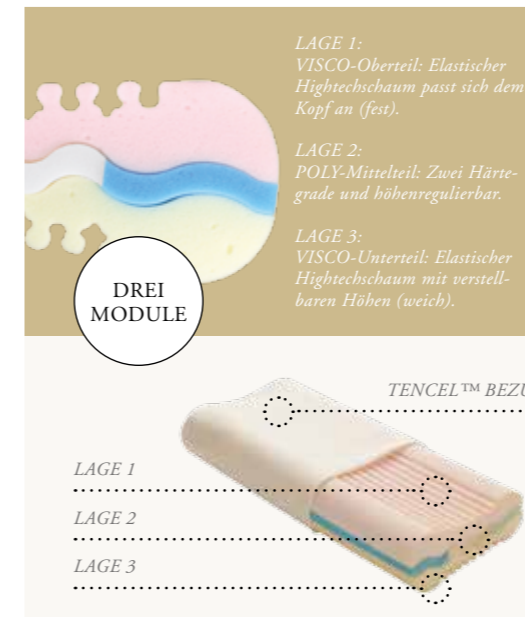 LAGE 1:
VISCO-Oberteil: Elastischer
Hightechschaum passt sich dem
Kopf an (fest).
LAGE 2:
POLY-Mittelteil: Zwei Härte-
grade und höhenregulierbar.
LAGE 3:
VISCO-Unterteil: Elastischer
Hightechschaum mit verstell-
baren Höhen (weich).
DREI
MODULE
TENCEL™ BEZU
LAGE 1
LAGE 2
LAGE 3